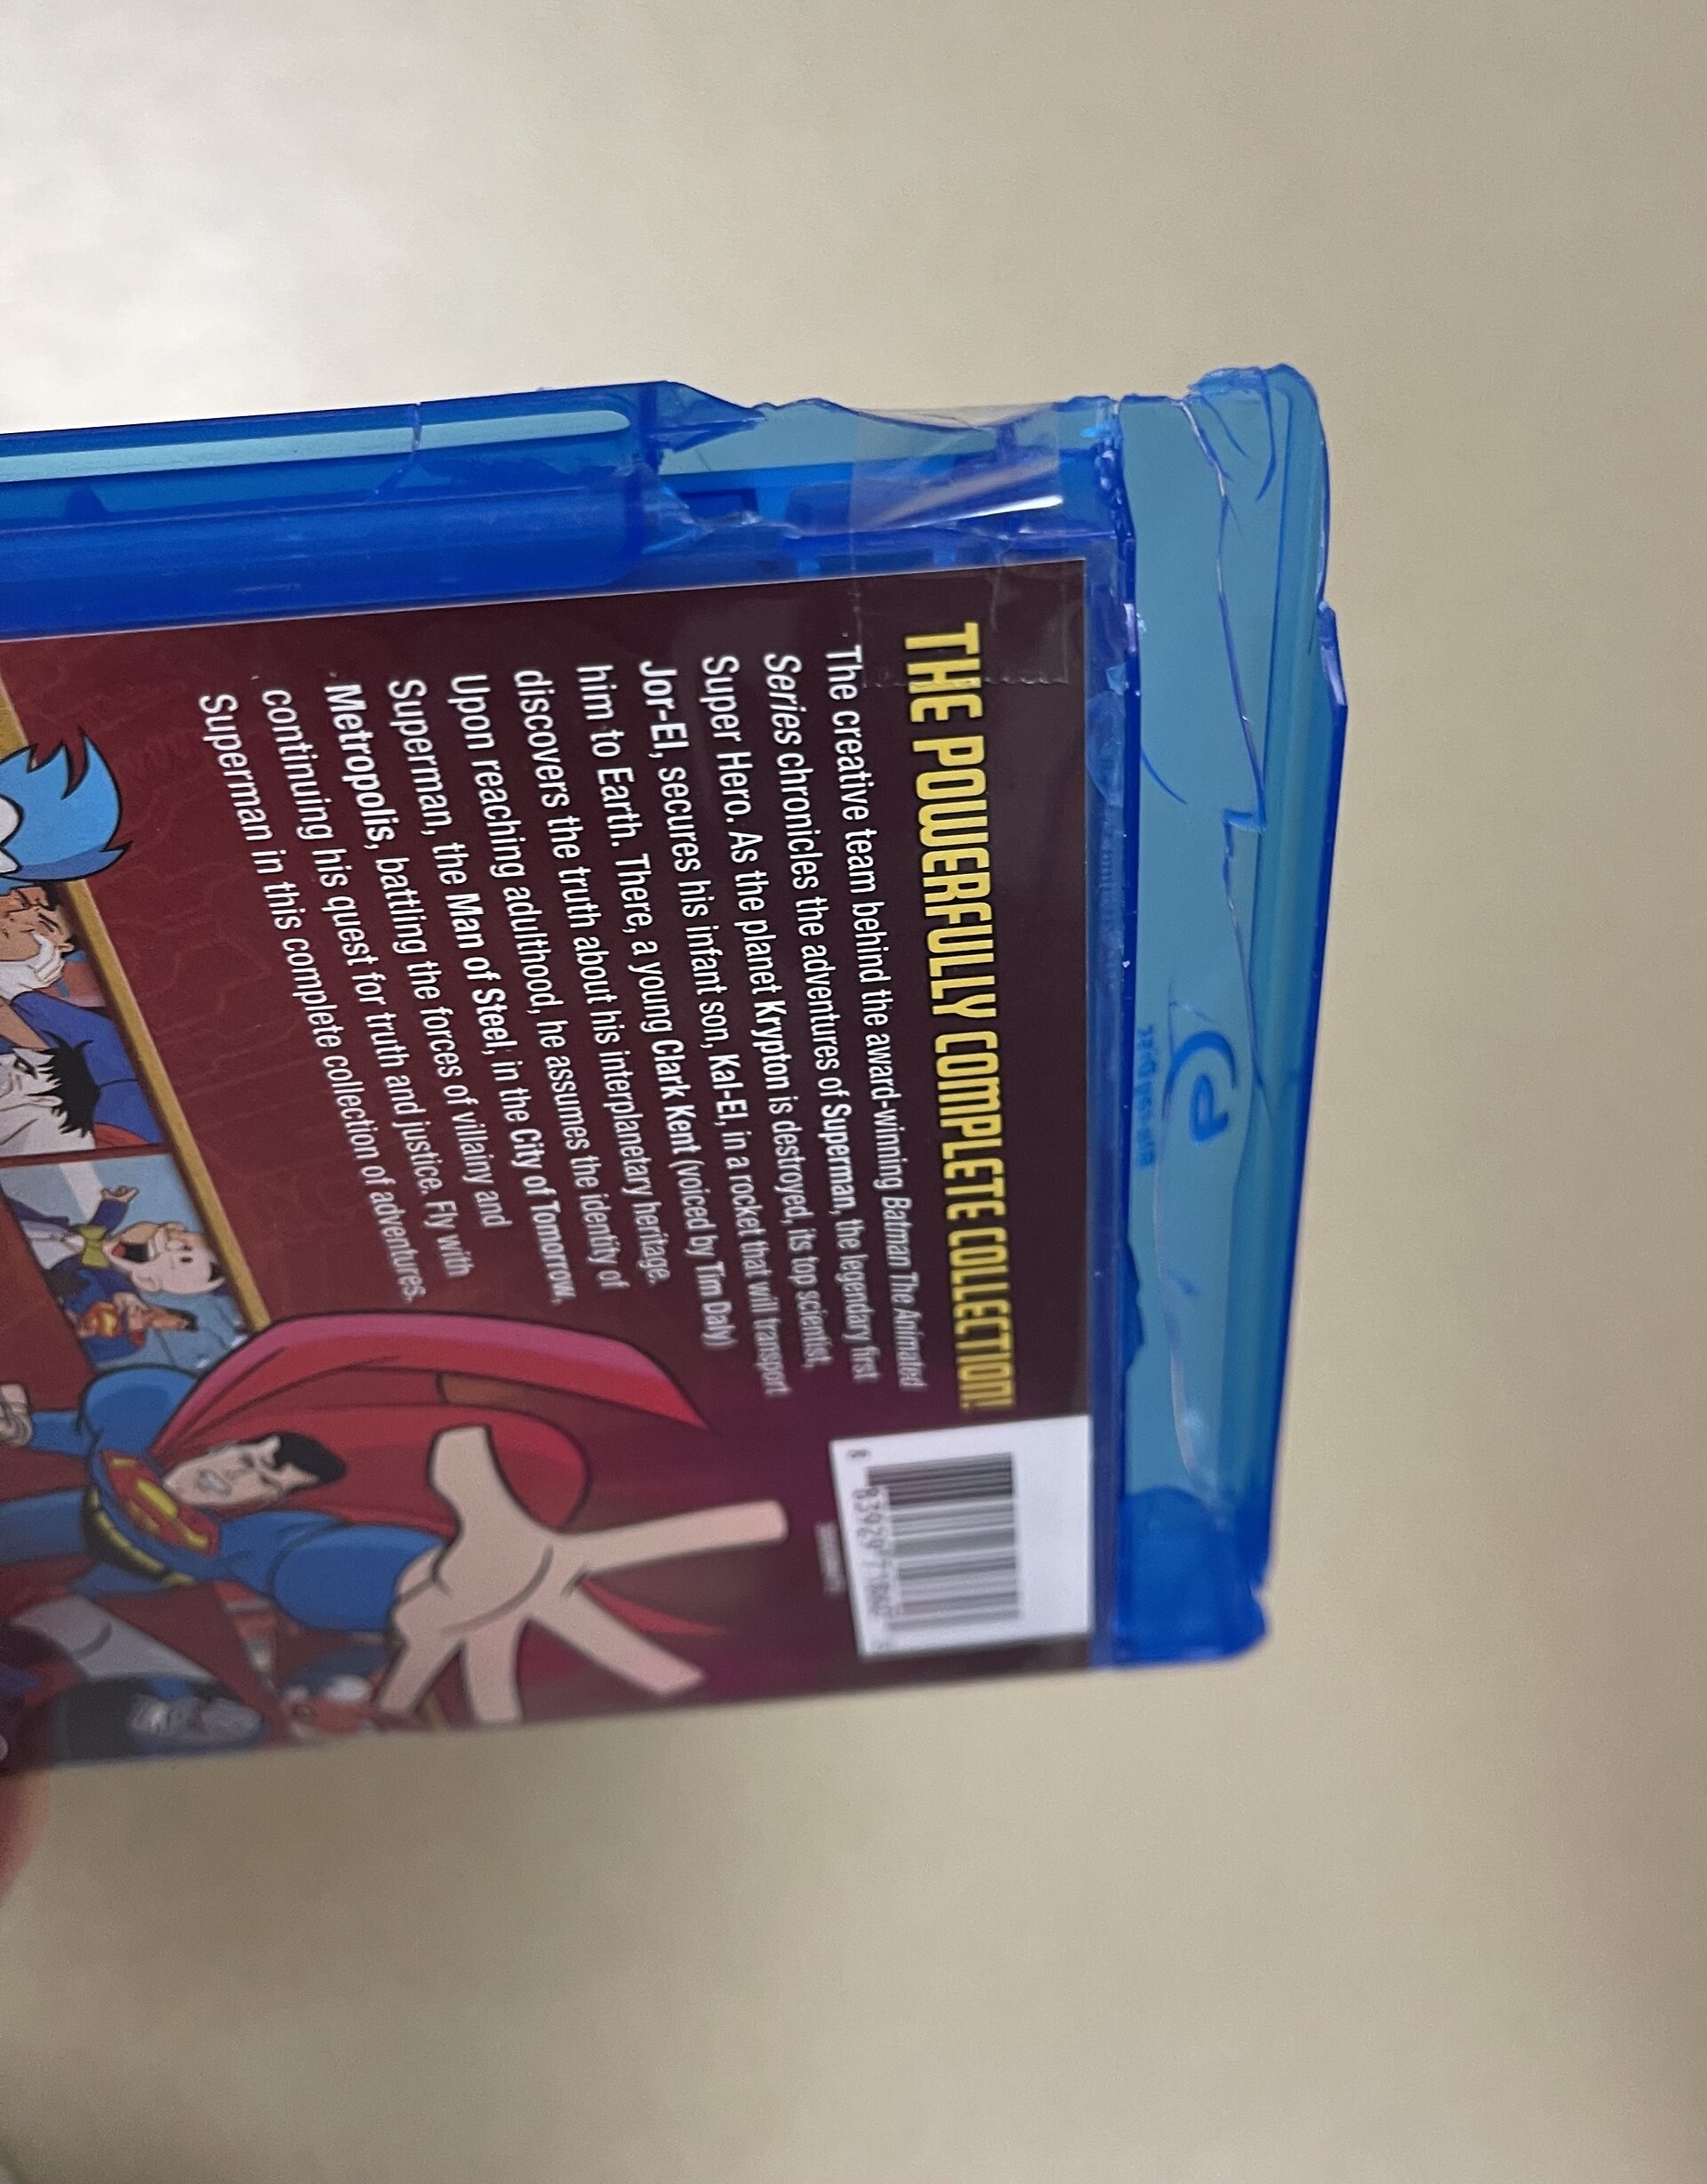 THE POWERFULLY COMPLETE COLLECTION!
The creative team behind the award-winning Batman The Animated
Series chronicles the adventures of Superman, the legendary first
Super Hero. As the planet Krypton is destroyed, its top scientist,
Jor-El, secures his infant son, Kal-El, in a rocket that will transport
him to Earth. There, a young Clark Kent (voiced by Tim Daly)
discovers the truth about his interplanetary heritage.
Upon reaching adulthood, he assumes the identity of
Superman, the Man of Steel, in the City of Tomorrow,
Metropolis, battling the forces of villainy and
continuing his quest for truth and justice. Fly with
Superman in this complete collection of adventures.